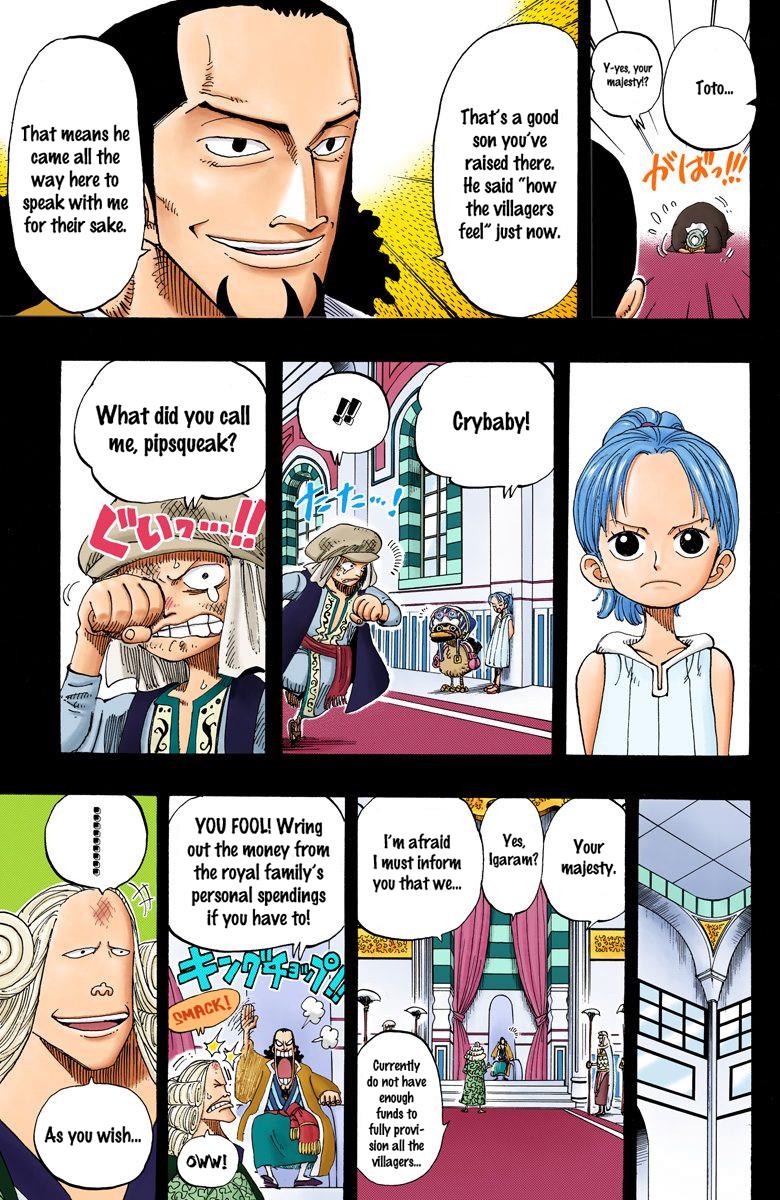 Toto...
Y-yes, your
majesty!?
がばっ!!!
That's a good
son you've
raised there.
He said "how
the villagers
feel" just now.
That means he
came all the
way here to
speak with me
for their sake.
Crybaby!
!!
たたっ…!
What did you call
me, pipsqueak?
ぐいっ…!!
Your
majesty.
Yes,
Igaram?
I'm afraid
I must inform
you that we...
Currently
do not have
enough
funds to
fully provi-
sion all the
villagers...
YOU FOOL! Wring
out the money from
the royal family's
personal spendings
if you have to!
キングチョップ!!
SMACK!
OWW!
..........
As you wish...